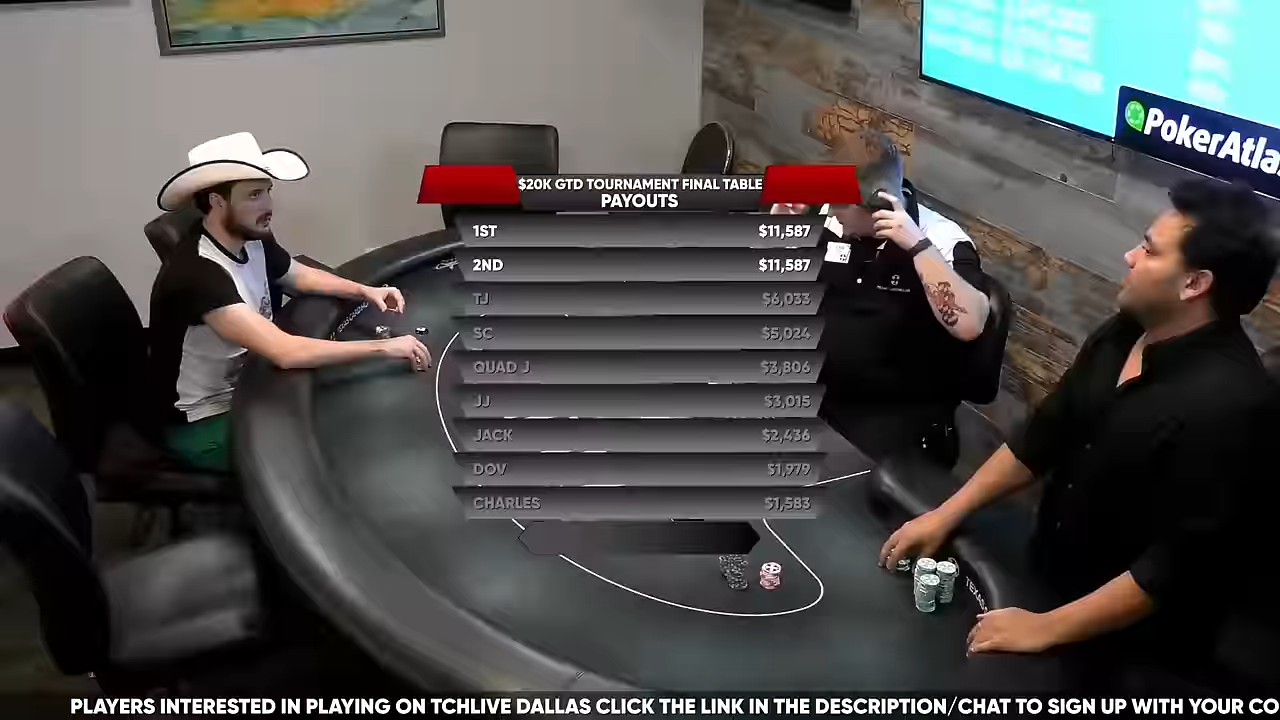 PokerAtla
$20K GTD TOURNAMENT FINAL TABLE
PAYOUTS
1ST $11,587
2ND $11,587
TJ $6,033
SC $5,024
QUAD J $3,806
JJ $3,015
JACK $2,436
DOV $1,979
CHARLES $1,583
TEXAS
PLAYERS INTERESTED IN PLAYING ON TCHLIVE DALLAS CLICK THE LINK IN THE DESCRIPTION/CHAT TO SIGN UP WITH YOUR CO